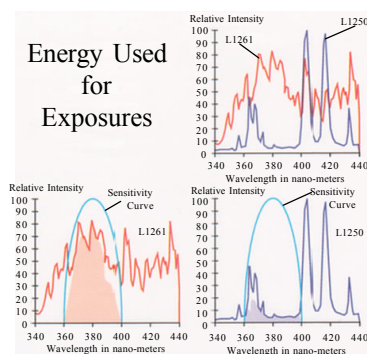 Energy Used
for
Exposures
Relative Intensity
L1250
L1261
100
90
80
70
60
50
40
30
20
10
0
340 360 380 400 420 440
Wavelength in nano-meters
Relative Intensity
Sensitivity
Curve
L1261
100
90
80
70
60
50
40
30
20
10
0
340 360 380 400 420 440
Wavelength in nano-meters
Relative Intensity
Sensitivity
Curve
L1250
100
90
80
70
60
50
40
30
20
10
0
340 360 380 400 420 440
Wavelength in nano-meters